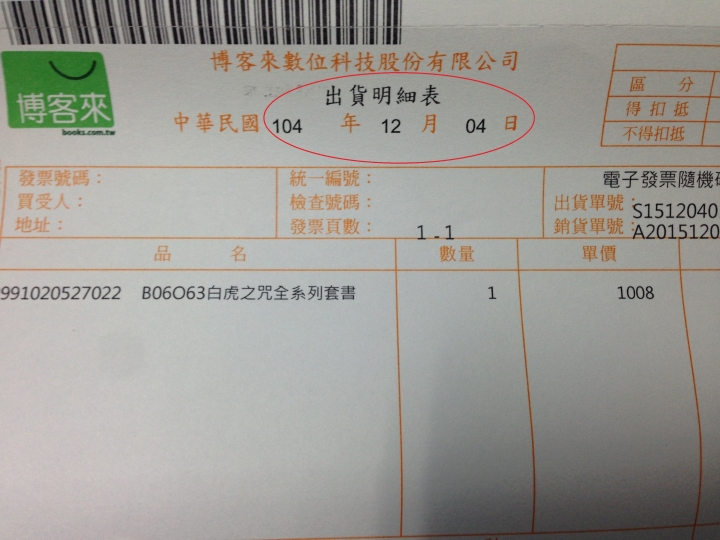 博客來數位科技股份有限公司
博客來
books.com.tw
出貨明細表
中華民國 104 年 12 月 04 日
區 分
得扣抵
不得扣抵
發票號碼：
買受人：
地址：
統一編號：
檢查號碼：
發票頁數： 1 - 1
電子發票隨機碼
出貨單號：S1512040
銷貨單號：A2015120
品 名 數量 單價
991020527022 B06O63白虎之咒全系列套書 1 1008